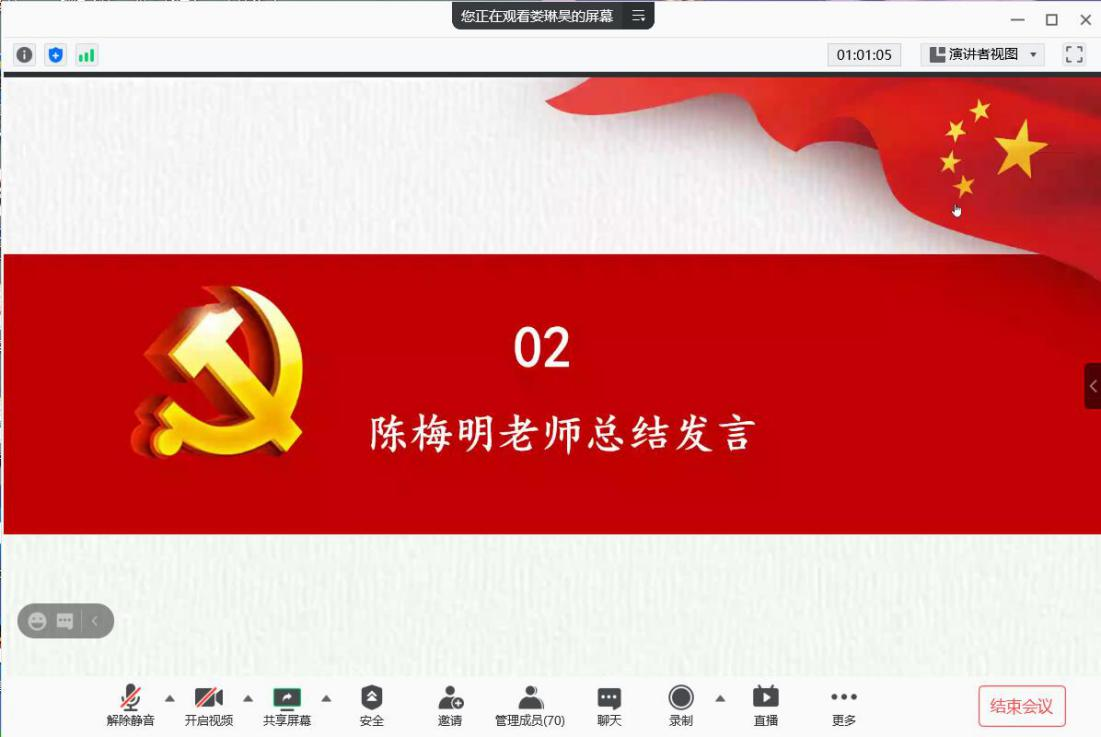 您正在观看娄琳昊的屏幕
01:01:05
演讲者视图
02
陈梅明老师总结发言
解除静音
开启视频
共享屏幕
安全
邀请
管理成员(70)
聊天
录制
直播
更多
结束会议